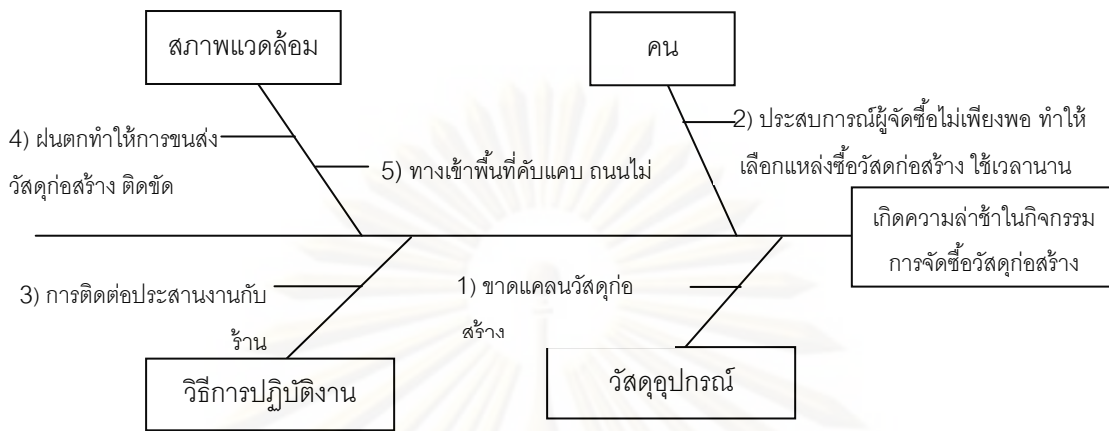 สภาพแวดล้อม
คน
4) ฝนตกทำให้การขนส่ง
วัสดุก่อสร้าง ติดขัด
5) ทางเข้าพื้นที่คับแคบ ถนนไม่
2) ประสบการณ์ผู้จัดซื้อไม่เพียงพอ ทำให้
เลือกแหล่งซื้อวัสดก่อสร้าง ใช้เวลานาน
เกิดความล่าช้าในกิจกรรม
การจัดซื้อวัสดุก่อสร้าง
3) การติดต่อประสานงานกับ
ร้าน
1) ขาดแคลนวัสดุก่อ
สร้าง
วิธีการปฏิบัติงาน
วัสดุอุปกรณ์